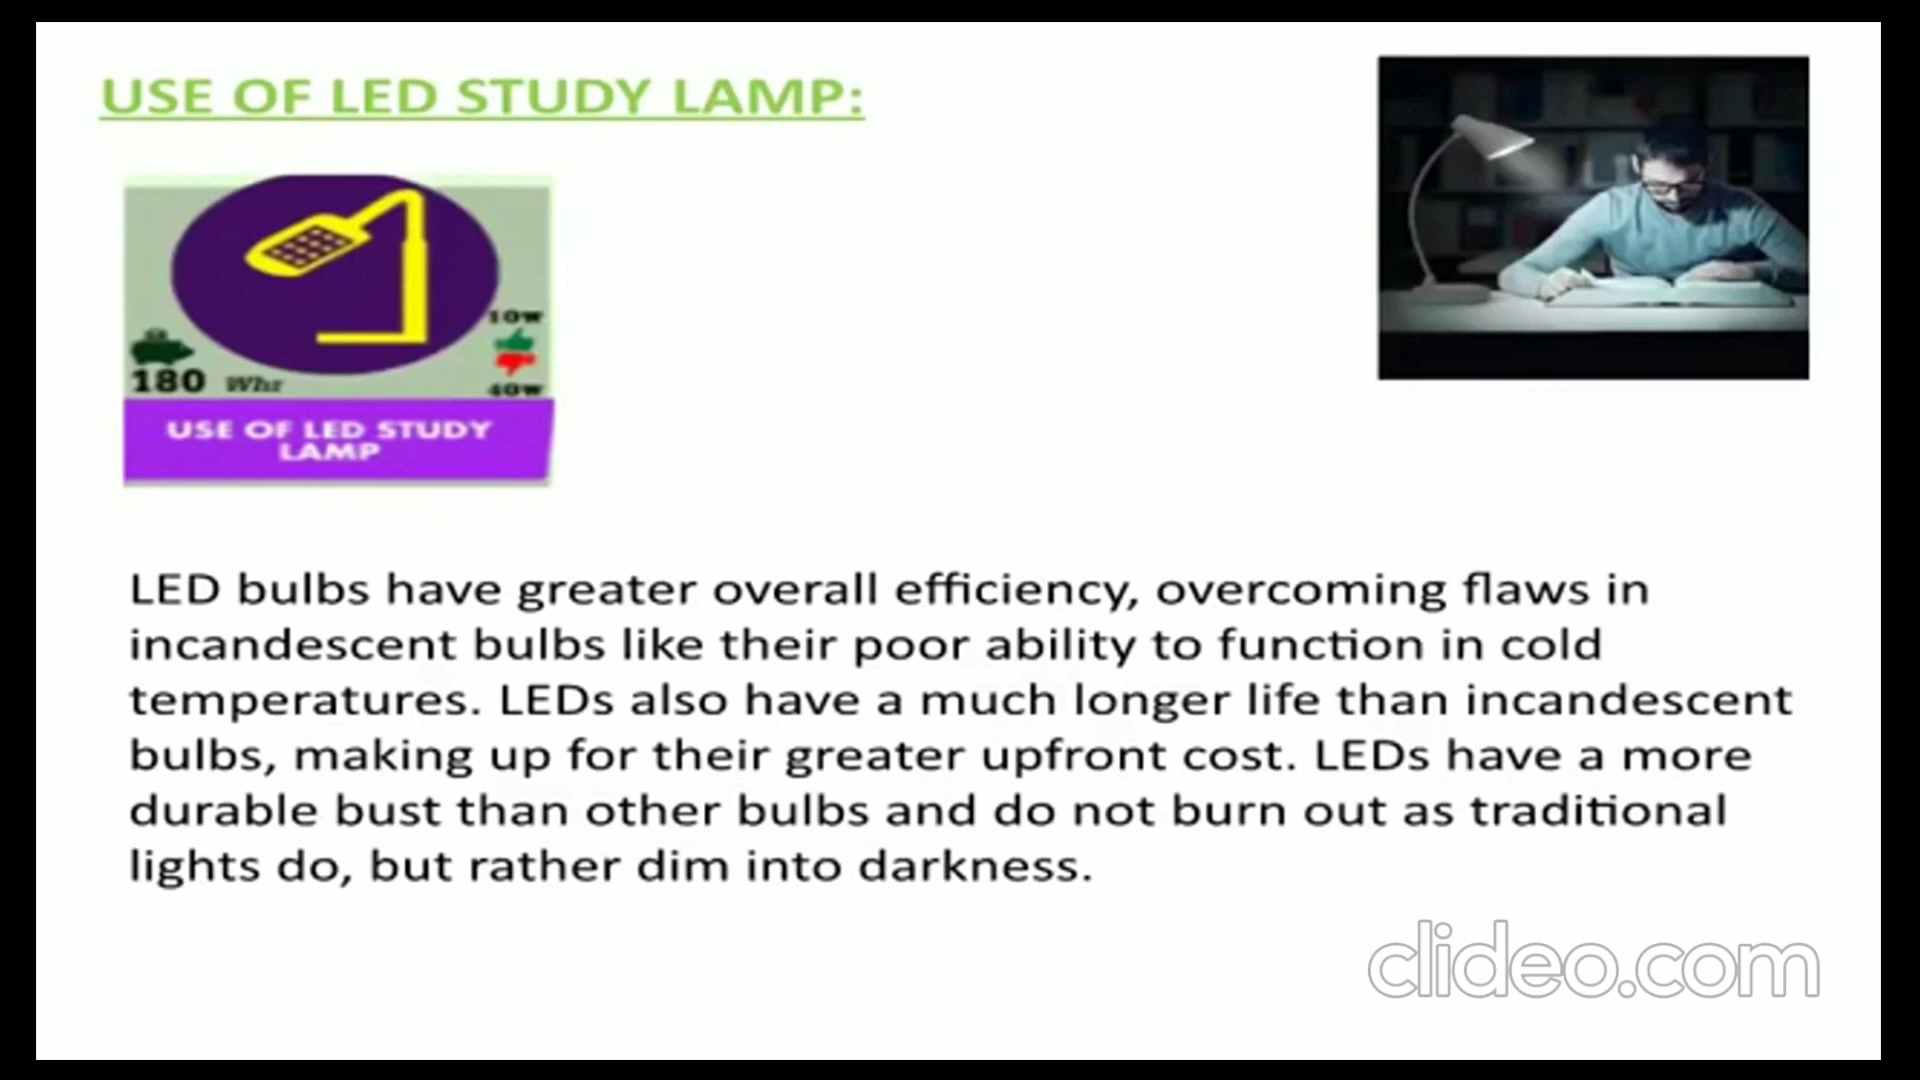 USE OF LED STUDY LAMP:
10W
40W
180 Whr
USE OF LED STUDY
LAMP
LED bulbs have greater overall efficiency, overcoming flaws in
incandescent bulbs like their poor ability to function in cold
temperatures. LEDs also have a much longer life than incandescent
bulbs, making up for their greater upfront cost. LEDs have a more
durable bust than other bulbs and do not burn out as traditional
lights do, but rather dim into darkness.
clideo.com